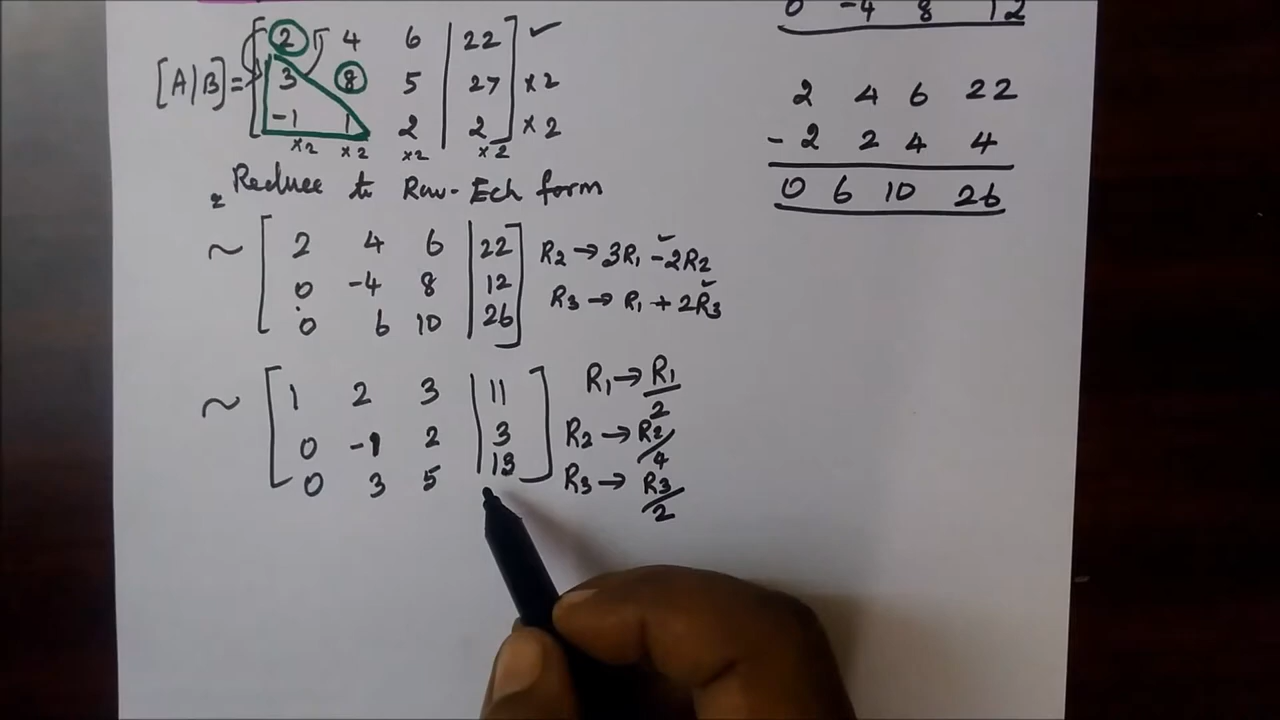 0 -4 8 12
[A|B]= [ 2 4 6 | 22 ] ✓
3 8 5 | 27 ×2
-1 1 2 | 2 ×2
×2 ×2 ×2 ×2
Reduce to Row-Ech form
~ [ 2 4 6 | 22 ] R2 → 3R1 - 2R2
0 -4 8 | 12
0 6 10 | 26 R3 → R1 + 2R3
~ [ 1 2 3 | 11 ] R1 → R1/2
0 -1 2 | 3 R2 → R2/4
0 3 5 | 13 R3 → R3/2
2 4 6 22
-2 2 4 4
0 6 10 26